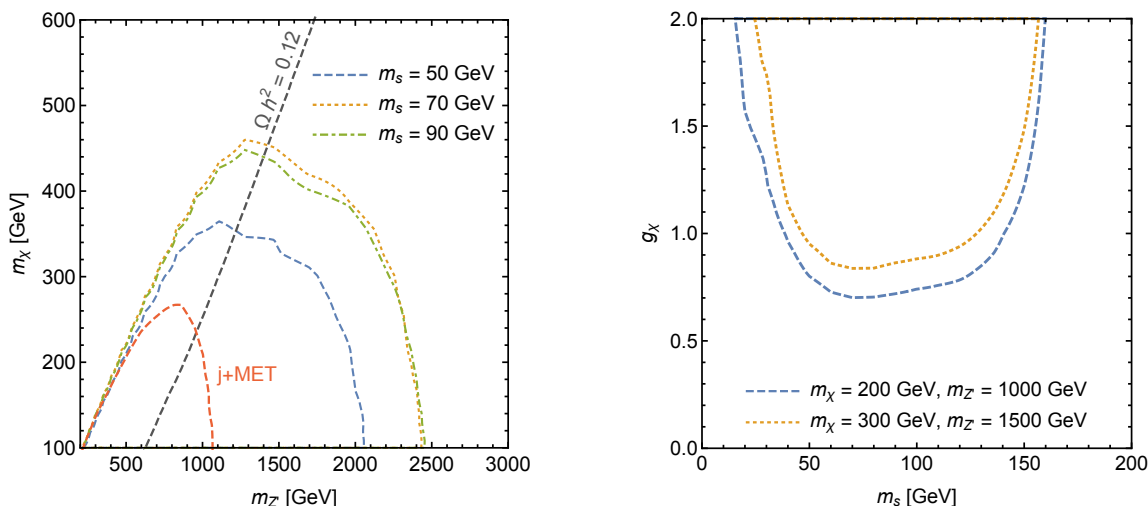 600
500
400
300
200
100
500
1000
1500
2000
2500
3000
m_χ [GeV]
m_Z' [GeV]
Ω h² = 0.12
m_s = 50 GeV
m_s = 70 GeV
m_s = 90 GeV
j+MET
2.0
1.5
1.0
0.5
0.0
0
50
100
150
200
g_χ
m_s [GeV]
m_χ = 200 GeV, m_Z' = 1000 GeV
m_χ = 300 GeV, m_Z' = 1500 GeV